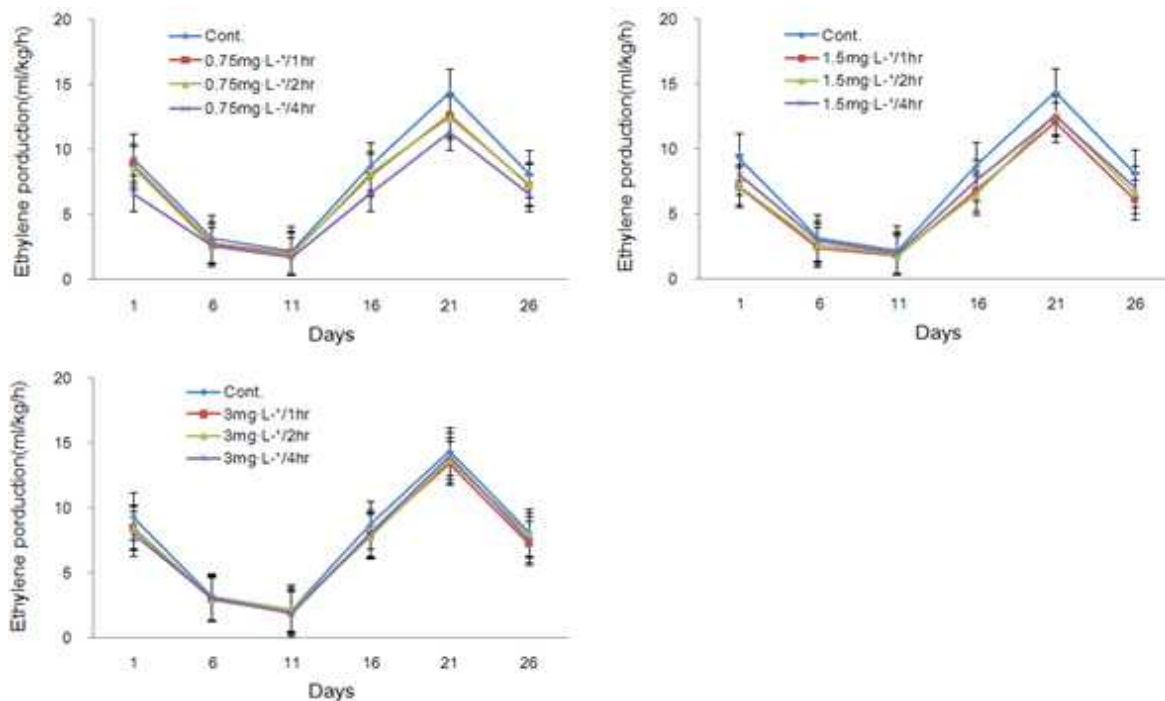 Ethylene porduction(ml/kg/h)
20
15
10
5
0
Cont.
0.75mg·L-¹/1hr
0.75mg·L-¹/2hr
0.75mg·L-¹/4hr
1 6 11 16 21 26
Days
Ethylene porduction(ml/kg/h)
20
15
10
5
0
Cont.
1.5mg·L-¹/1hr
1.5mg·L-¹/2hr
1.5mg·L-¹/4hr
1 6 11 16 21 26
Days
Ethylene porduction(ml/kg/h)
20
15
10
5
0
Cont.
3mg·L-¹/1hr
3mg·L-¹/2hr
3mg·L-¹/4hr
1 6 11 16 21 26
Days